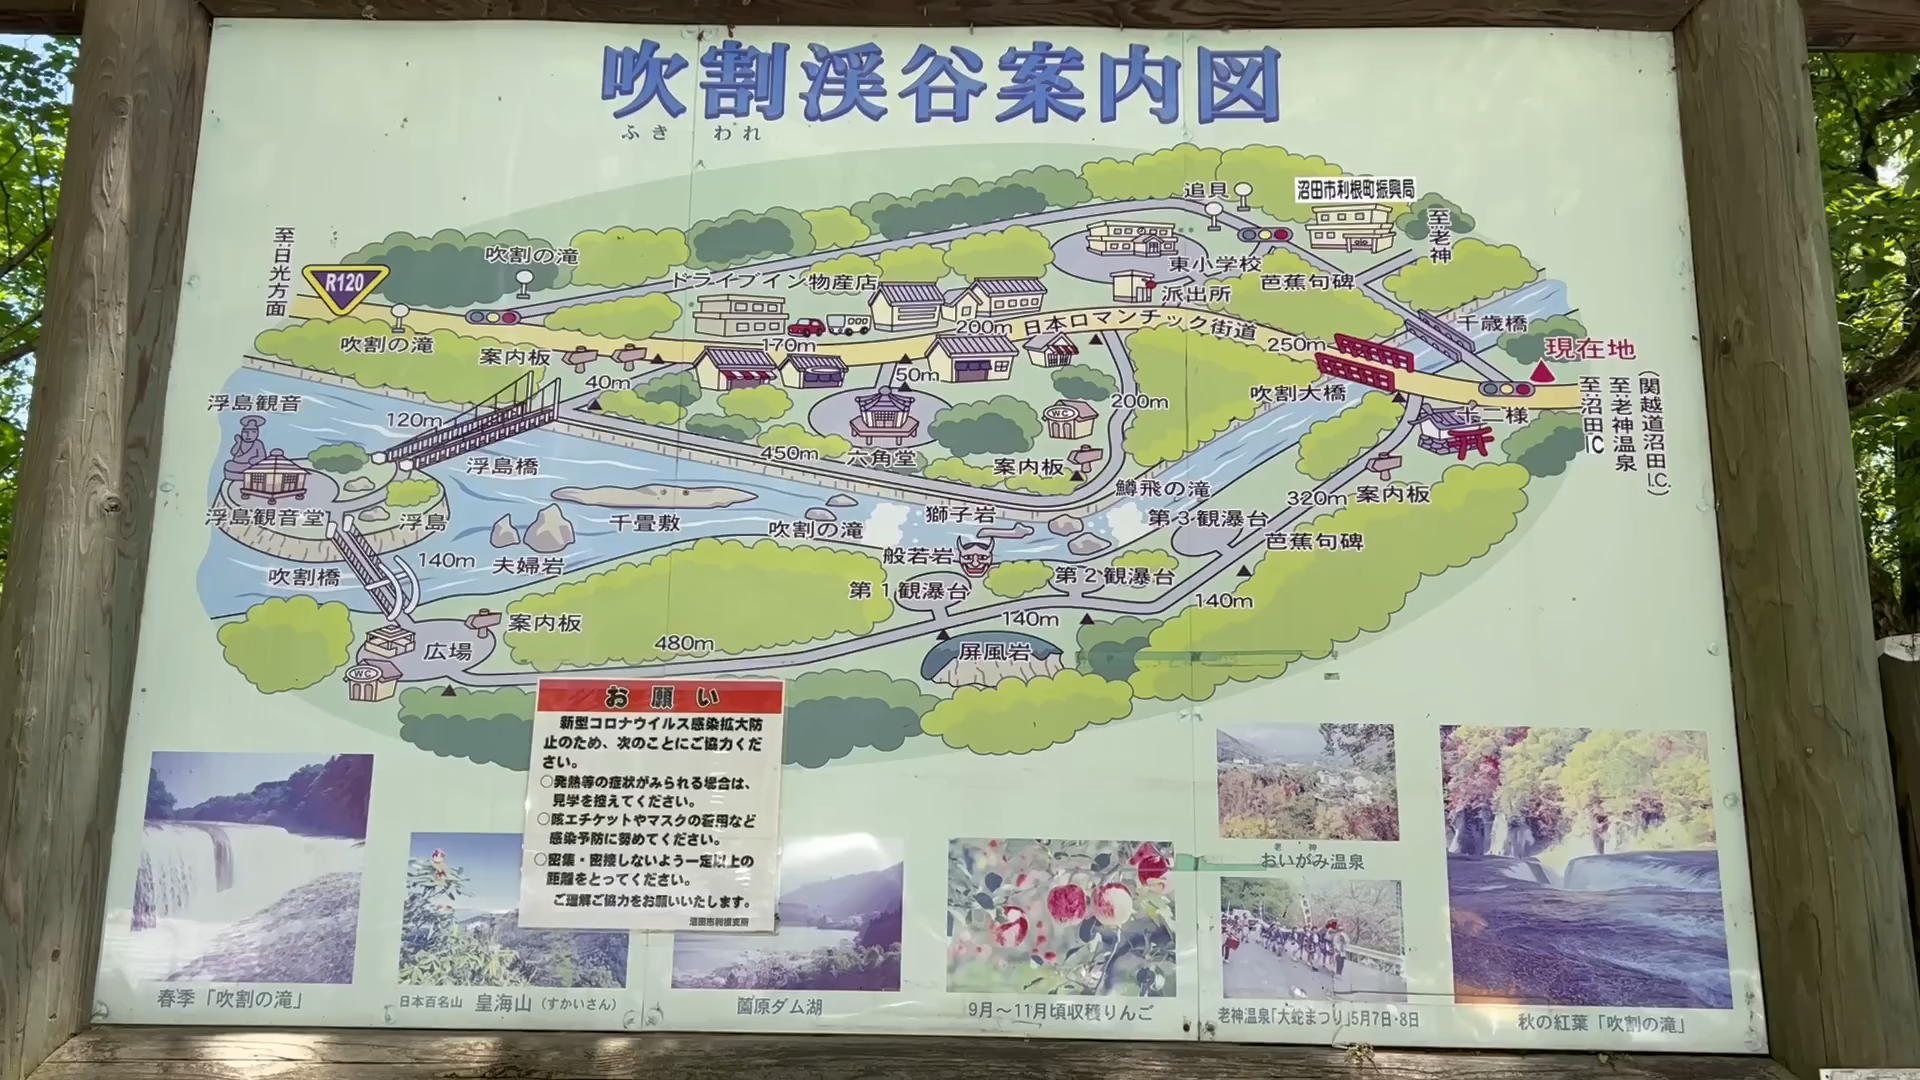 吹割渓谷案内図
ふき われ
追貝
沼田市利根町振興局
至老神
至日光方面
R120
吹割の滝
ドライブイン物産店
東小学校
芭蕉句碑
派出所
200m
日本ロマンチック街道
千歳橋
吹割の滝
案内板
170m
250m
現在地
40m
50m
吹割大橋
至沼田IC
至老神温泉
(関越道沼田I.C.)
浮島観音
120m
200m
十二様
浮島橋
450m
六角堂
WC
案内板
鱒飛の滝
320m
案内板
浮島観音堂
浮島
千畳敷
吹割の滝
獅子岩
第3観瀑台
芭蕉句碑
吹割橋
140m
夫婦岩
般若岩
第1観瀑台
第2観瀑台
140m
案内板
140m
広場
480m
屏風岩
WC
お願い
新型コロナウイルス感染拡大防
止のため、次のことにご協力くだ
さい。
○発熱等の症状がみられる場合は、
見学を控えてください。
○咳エチケットやマスクの着用など
感染予防に努めてください。
○密集・密接しないよう一定以上の
距離をとってください。
ご理解ご協力をお願いいたします。
沼田市利根支所
老神
おいがみ温泉
春季「吹割の滝」
日本百名山 皇海山(すかいさん)
薗原ダム湖
9月〜11月頃収穫りんご
老神温泉「大蛇まつり」5月7日・8日
秋の紅葉「吹割の滝」